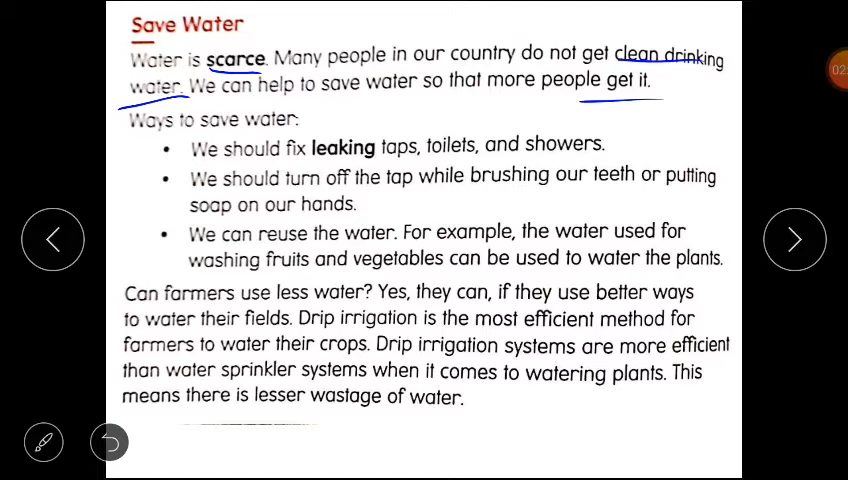 Save Water
Water is scarce. Many people in our country do not get clean drinking
water. We can help to save water so that more people get it.
Ways to save water:
• We should fix leaking taps, toilets, and showers.
• We should turn off the tap while brushing our teeth or putting
soap on our hands.
• We can reuse the water. For example, the water used for
washing fruits and vegetables can be used to water the plants.
Can farmers use less water? Yes, they can, if they use better ways
to water their fields. Drip irrigation is the most efficient method for
farmers to water their crops. Drip irrigation systems are more efficient
than water sprinkler systems when it comes to watering plants. This
means there is lesser wastage of water.
02: